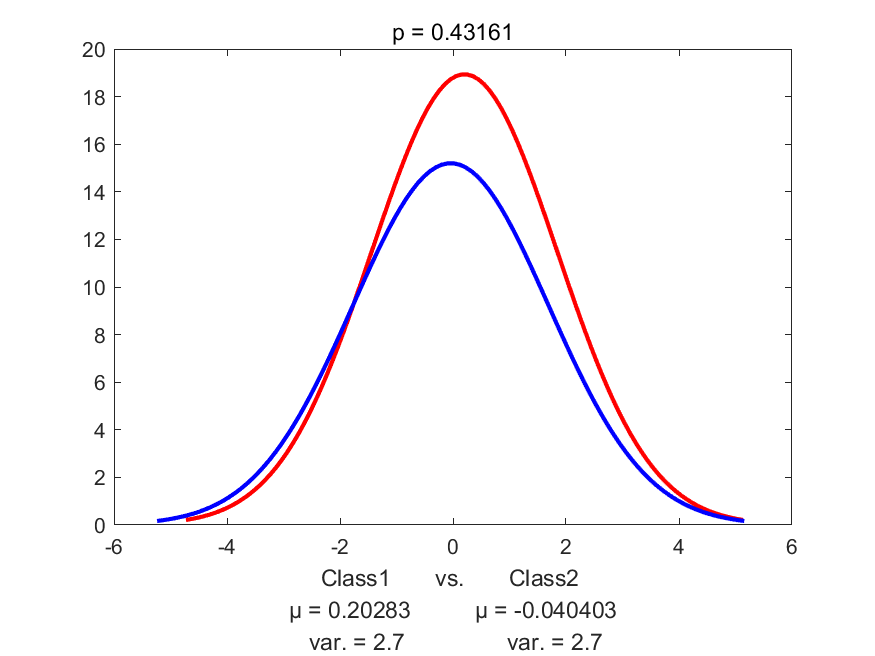 p = 0.43161
20
18
16
14
12
10
8
6
4
2
0
-6 -4 -2 0 2 4 6
Class1 vs. Class2
μ = 0.20283 μ = -0.040403
var. = 2.7 var. = 2.7